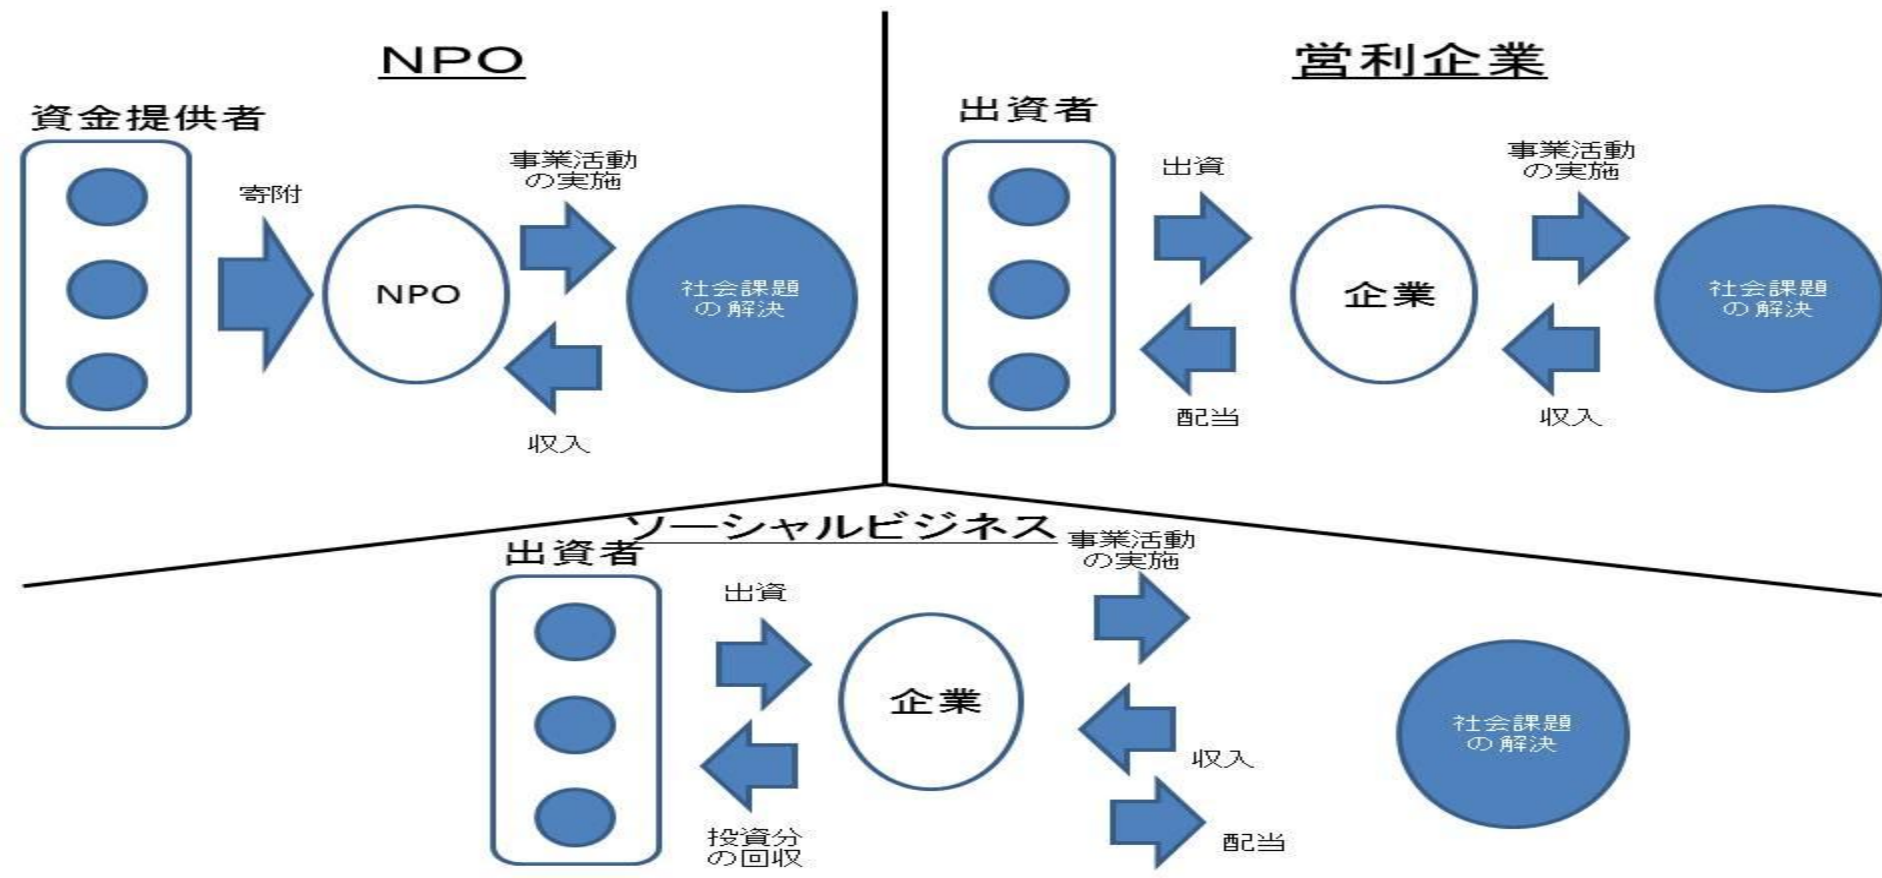 NPO
資金提供者
寄附
事業活動
の実施
NPO
社会課題
の解決
収入
営利企業
出資者
出資
事業活動
の実施
企業
社会課題
の解決
配当
収入
ソーシャルビジネス
出資者
出資
事業活動
の実施
企業
社会課題
の解決
収入
投資分
の回収
配当